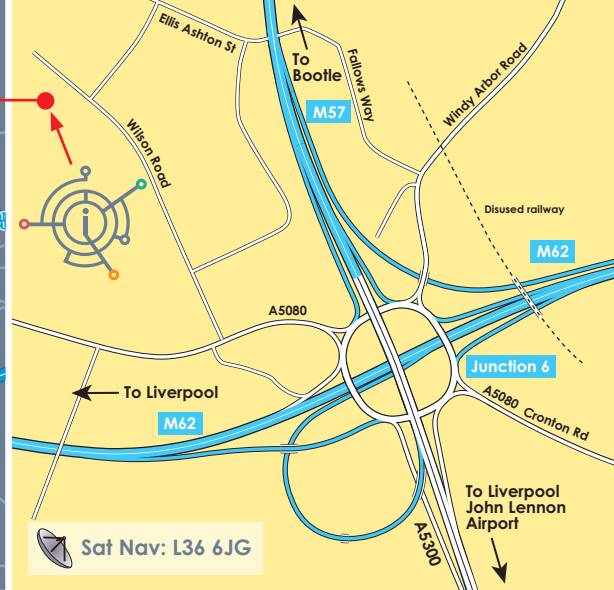 Ellis Ashton St
To
Bootle
Fallows Way
M57
Windy Arbor Road
Wilson Road
Disused railway
M62
A5080
Junction 6
To Liverpool
M62
A5080 Cronton Rd
To Liverpool
John Lennon
Airport
A5300
Sat Nav: L36 6JG